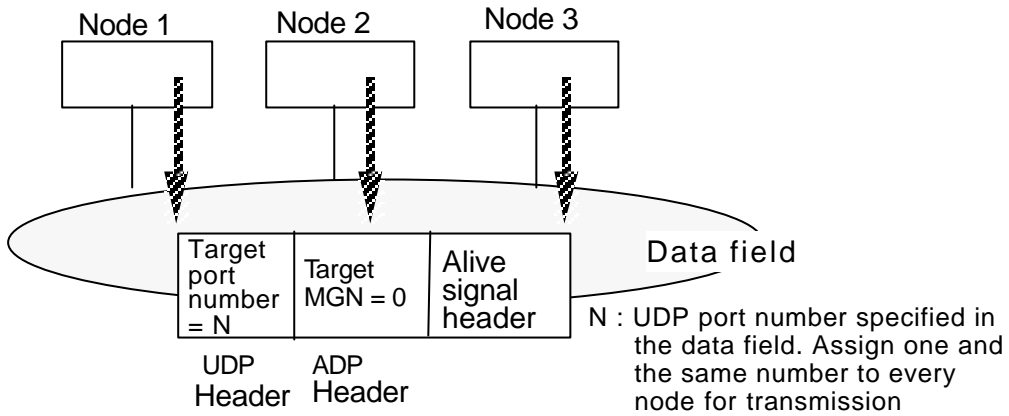 Node 1
Node 2
Node 3
Target
port
number
= N
Target
MGN = 0
Alive
signal
header
Data field
UDP
Header
ADP
Header
N : UDP port number specified in
the data field. Assign one and
the same number to every
node for transmission